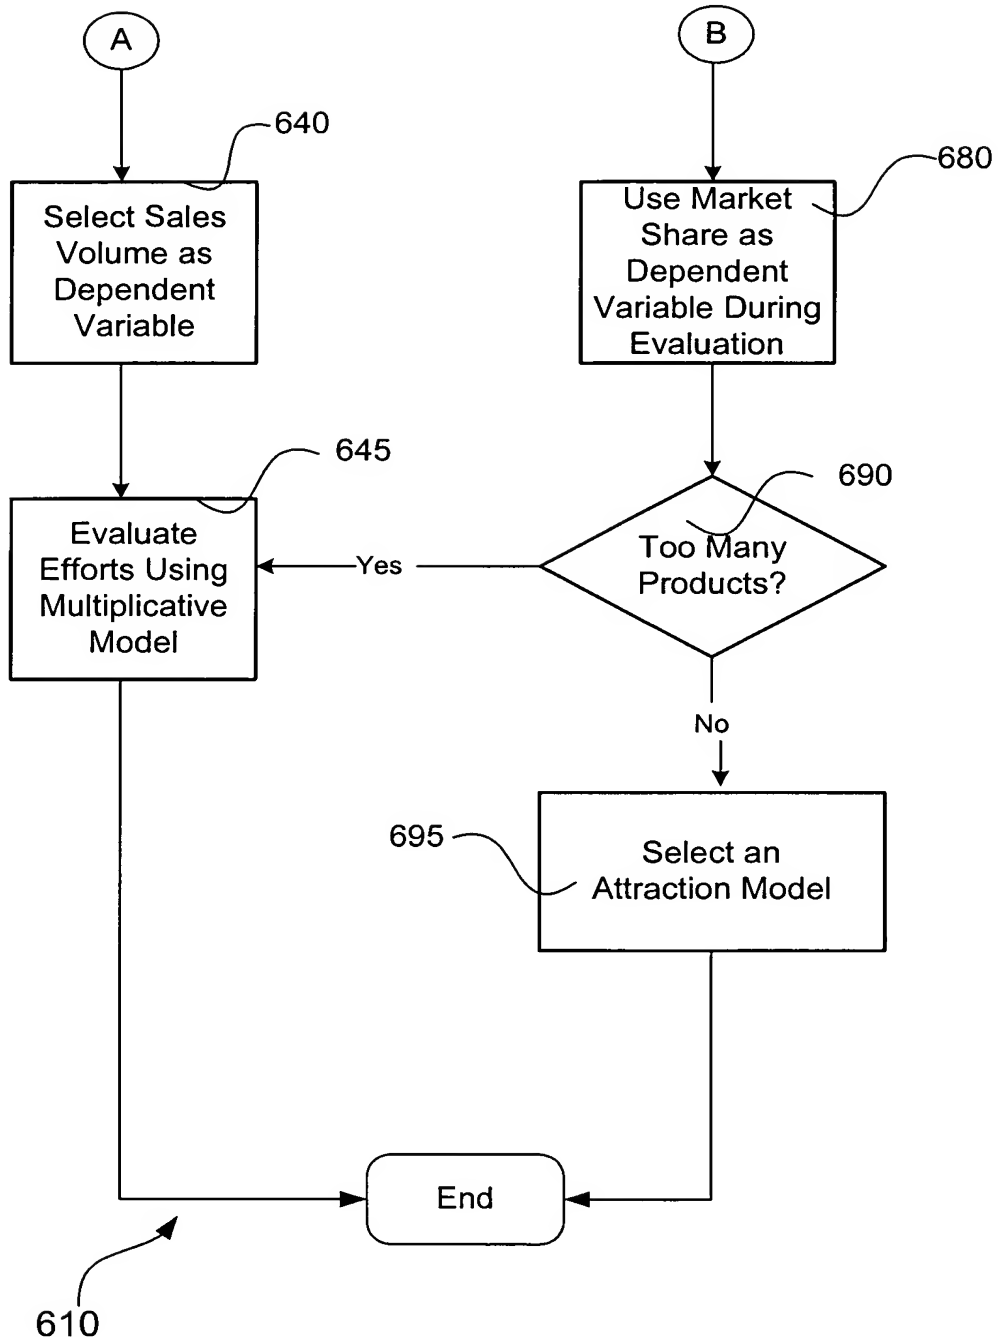 A
B
640
680
Select Sales
Volume as
Dependent
Variable
Use Market
Share as
Dependent
Variable During
Evaluation
645
690
Evaluate
Efforts Using
Multiplicative
Model
Yes
Too Many
Products?
No
695
Select an
Attraction Model
End
610